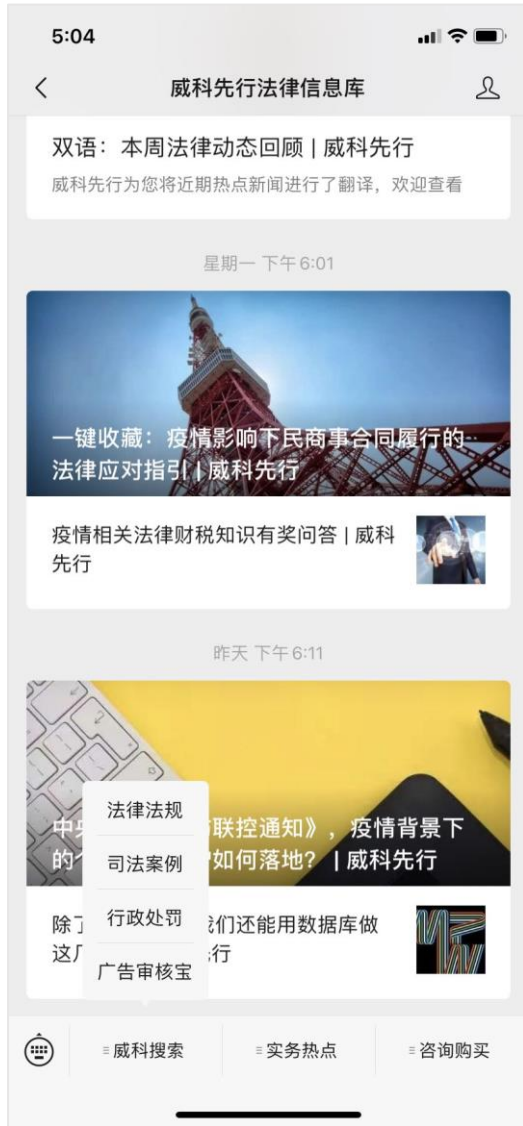 5:04
威科先行法律信息库
双语：本周法律动态回顾 | 威科先行
威科先行为您将近期热点新闻进行了翻译，欢迎查看
星期一 下午 6:01
一键收藏：疫情影响下民商事合同履行的
法律应对指引 | 威科先行
疫情相关法律财税知识有奖问答 | 威科
先行
昨天 下午 6:11
联控通知》，疫情背景下
的
如何落地？ | 威科先行
除了
们还能用数据库做
这
行
法律法规
司法案例
行政处罚
广告审核宝
威科搜索
实务热点
咨询购买